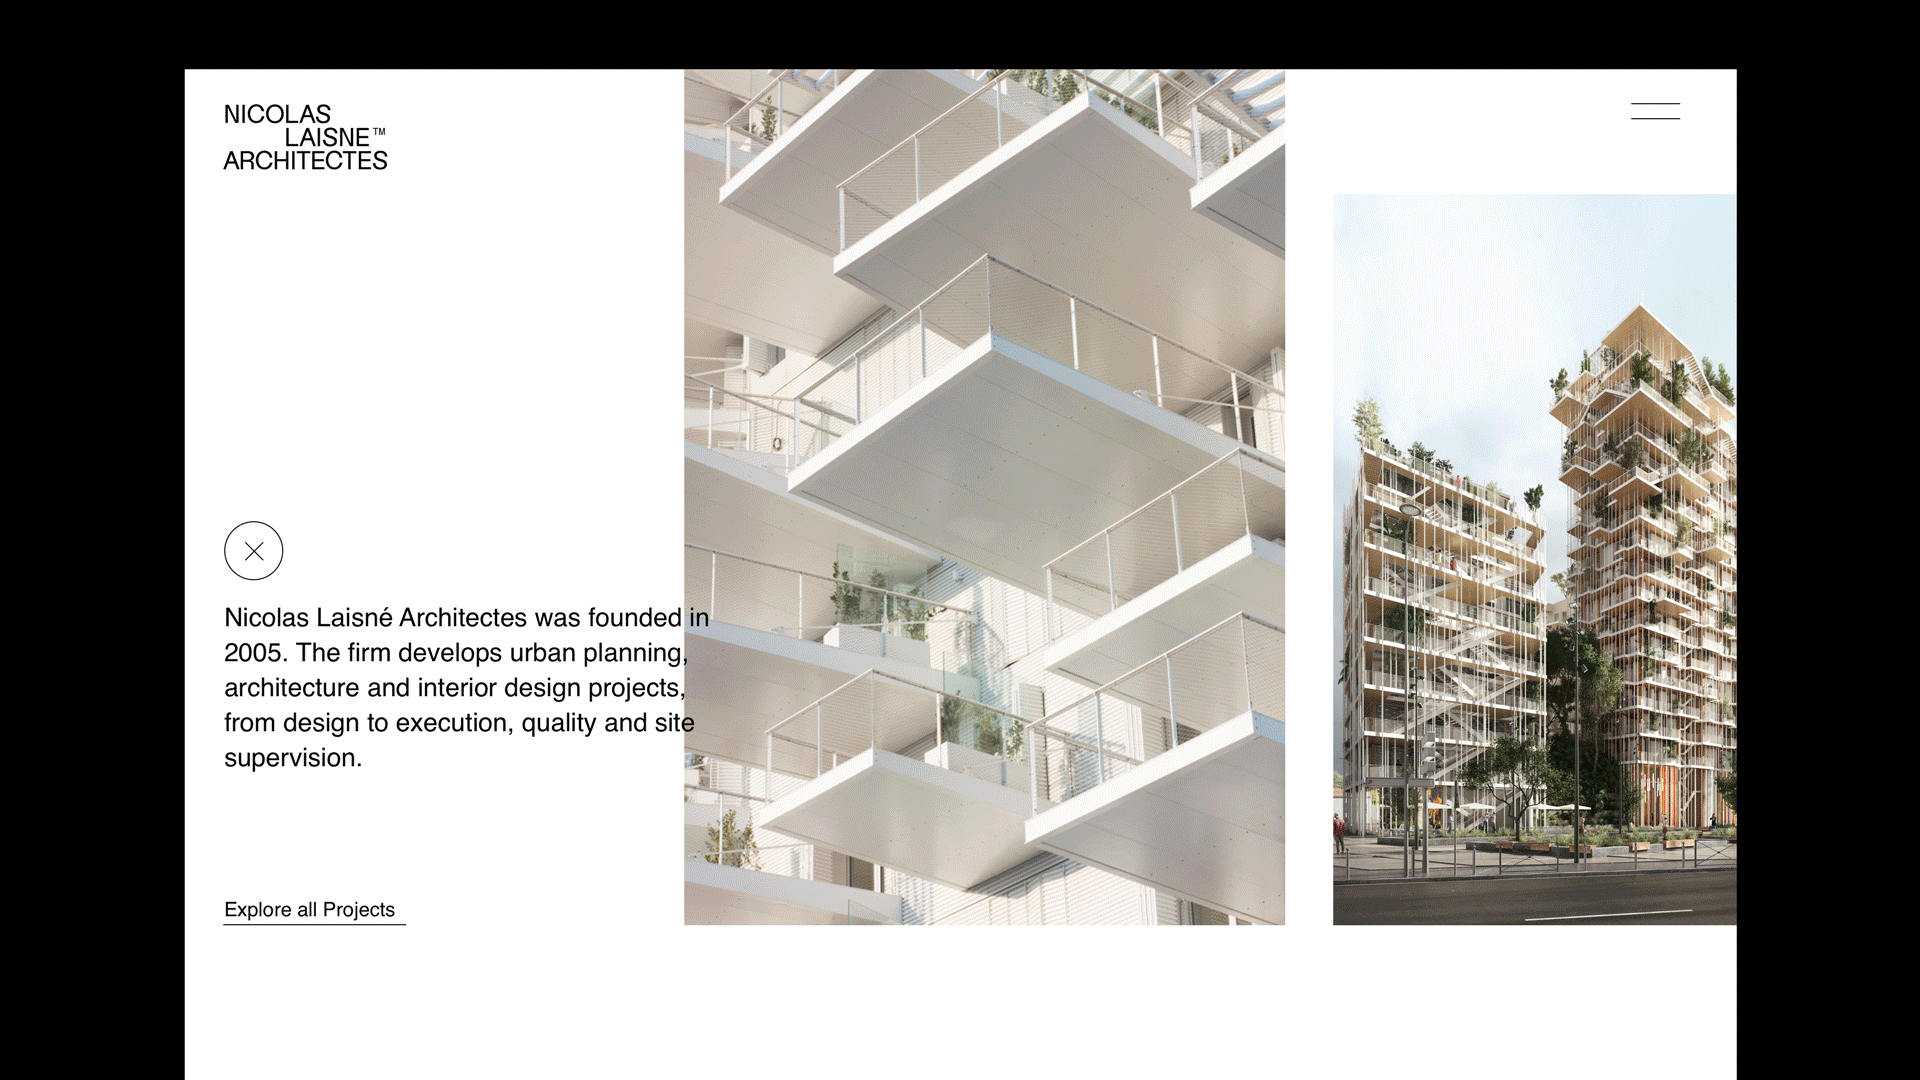 NICOLAS
LAISNE™
ARCHITECTES
Nicolas Laisné Architectes was founded in
2005. The firm develops urban planning,
architecture and interior design projects,
from design to execution, quality and site
supervision.
Explore all Projects